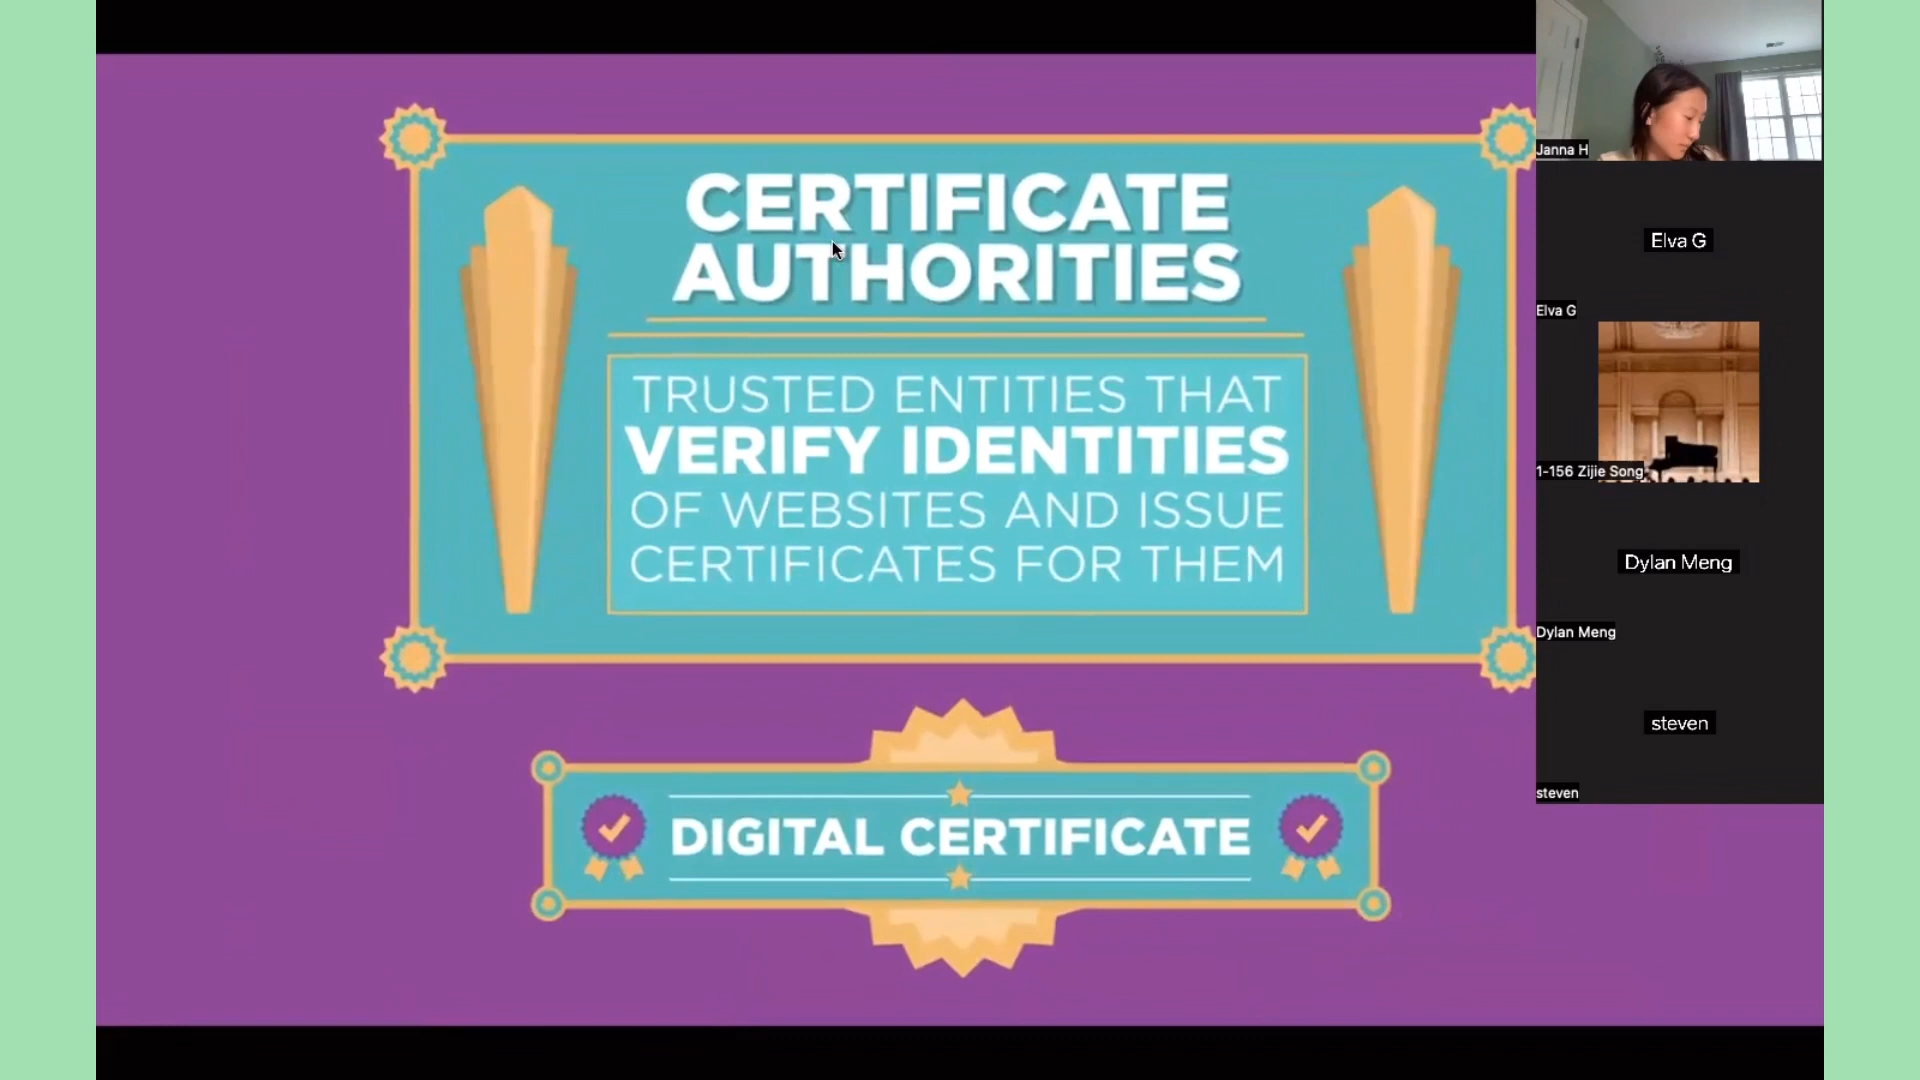 CERTIFICATE
AUTHORITIES
TRUSTED ENTITIES THAT
VERIFY IDENTITIES
OF WEBSITES AND ISSUE
CERTIFICATES FOR THEM
DIGITAL CERTIFICATE
Janna H
Elva G
Elva G
1-156 Zijie Song
Dylan Meng
Dylan Meng
steven
steven